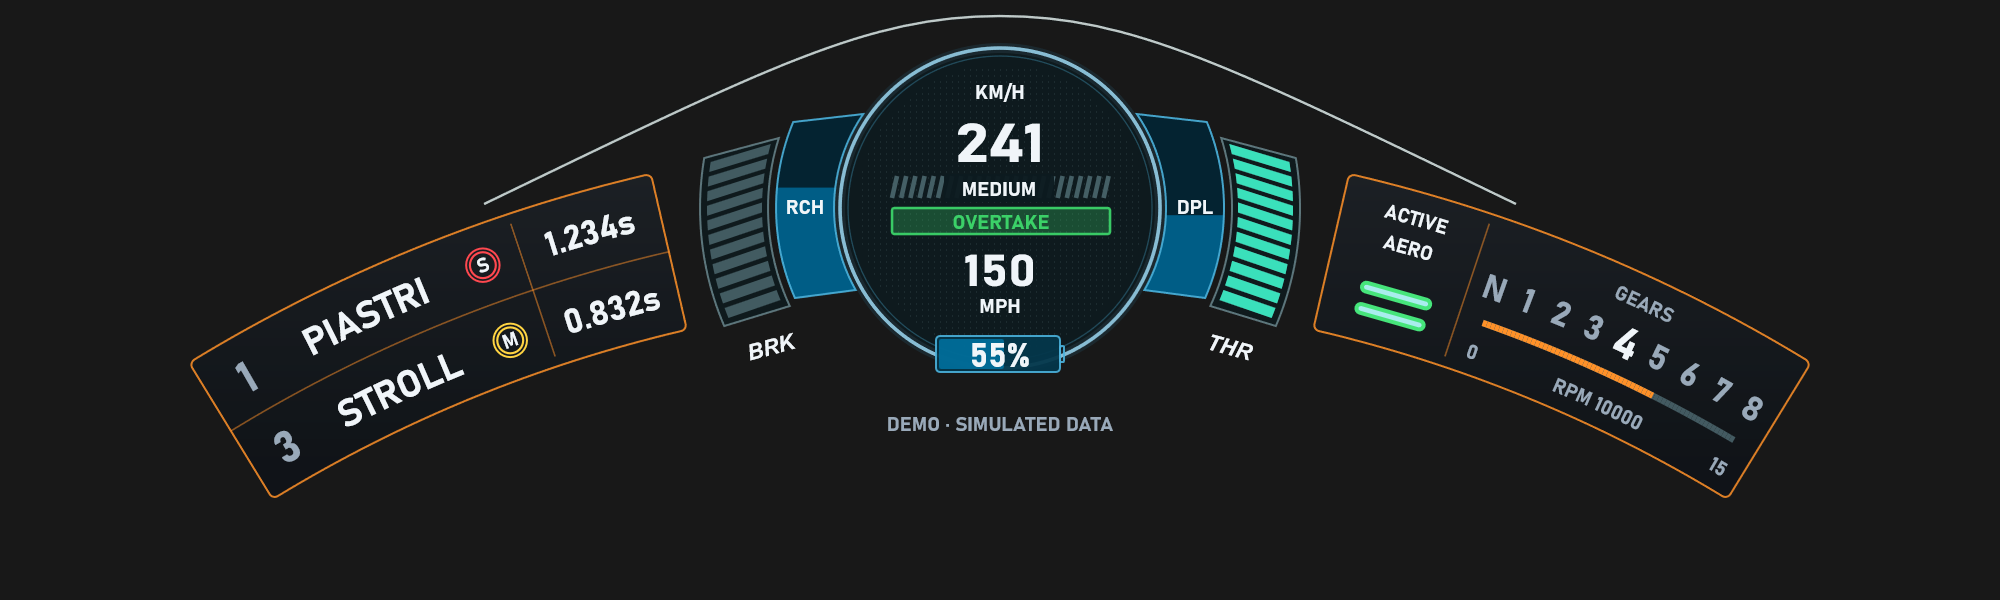 1 PIASTRI S 1.234s
3 STROLL M 0.832s
BRK
RCH
KM/H
241
MEDIUM
OVERTAKE
150
MPH
55%
DPL
THR
DEMO · SIMULATED DATA
ACTIVE
AERO
GEARS
N 1 2 3 4 5 6 7 8
0 15
RPM 10000